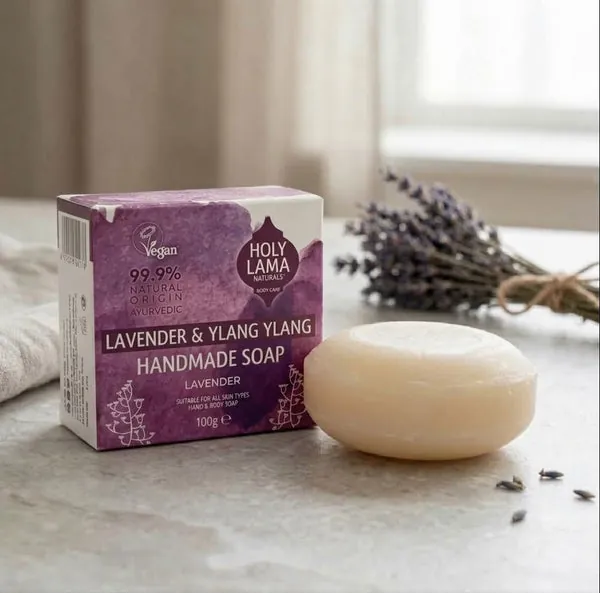 Vegan
99.9%
NATURAL
ORIGIN
AYURVEDIC
HOLY
LAMA
NATURALS
BODY CARE
LAVENDER & YLANG YLANG
HANDMADE SOAP
LAVENDER
SUITABLE FOR ALL SKIN TYPES
HAND & BODY SOAP
100g ℮